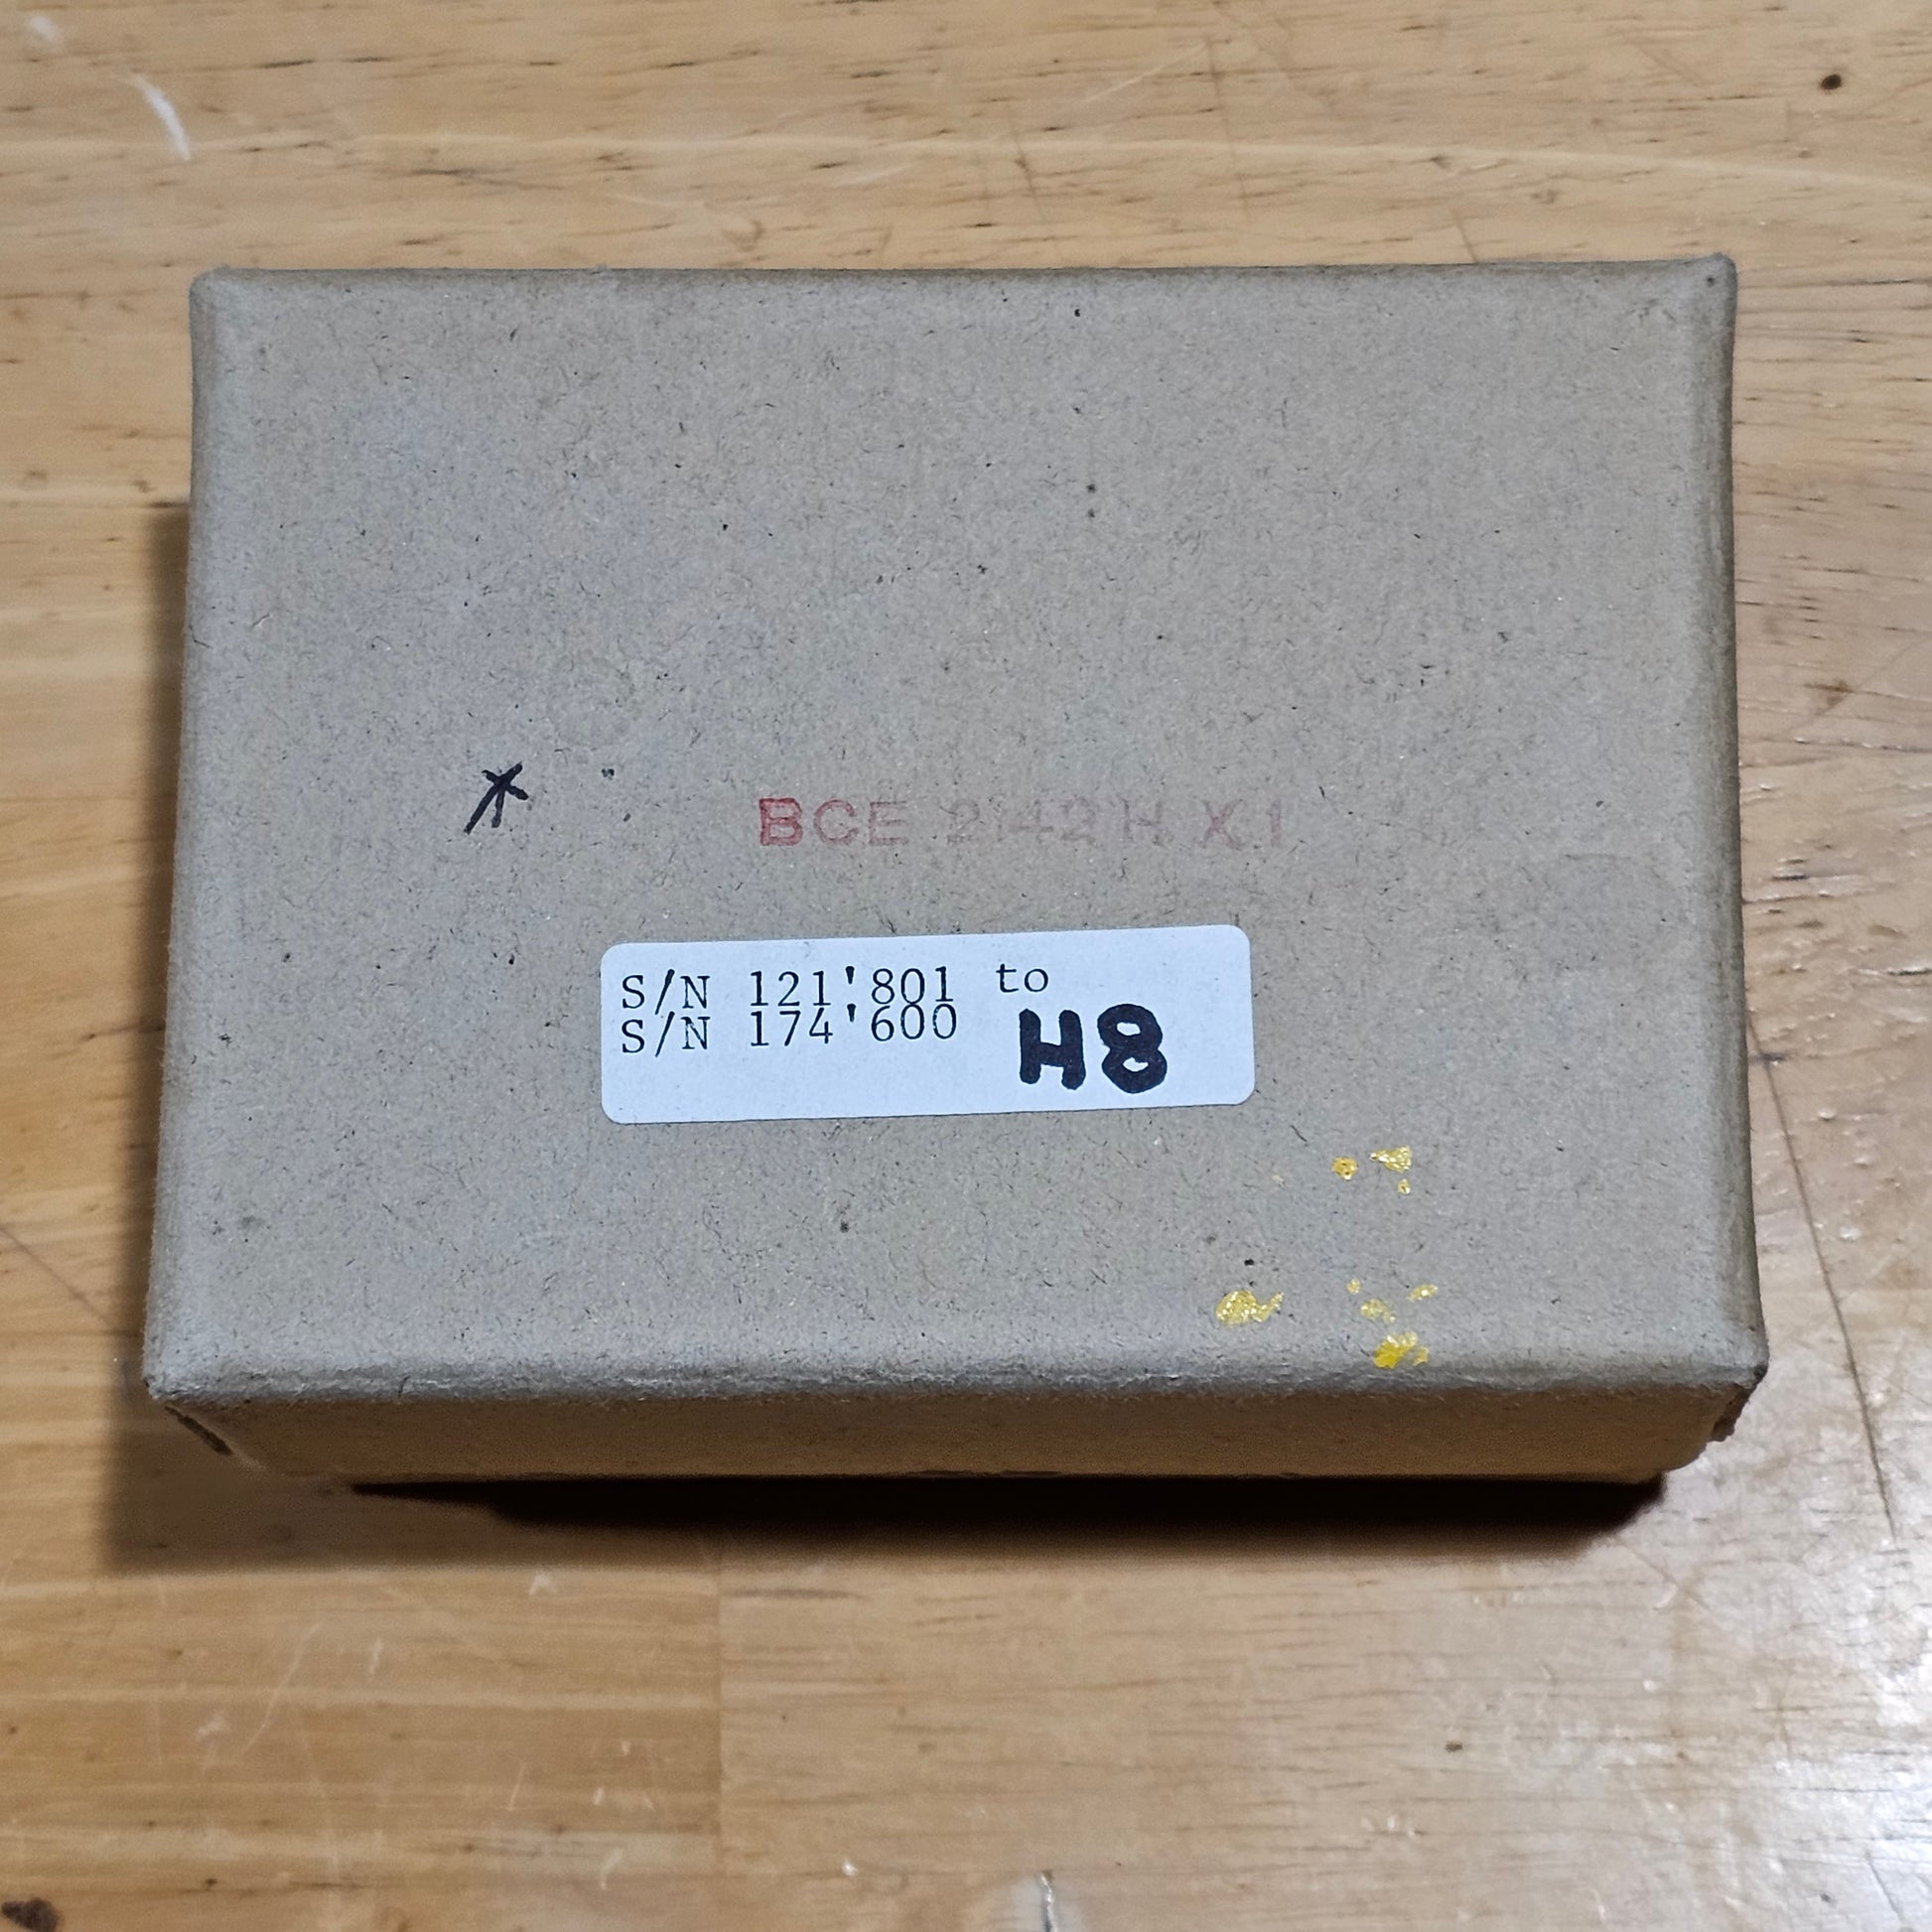 BCE 2142 H X1
S/N 121'801 to
S/N 174'600
H8